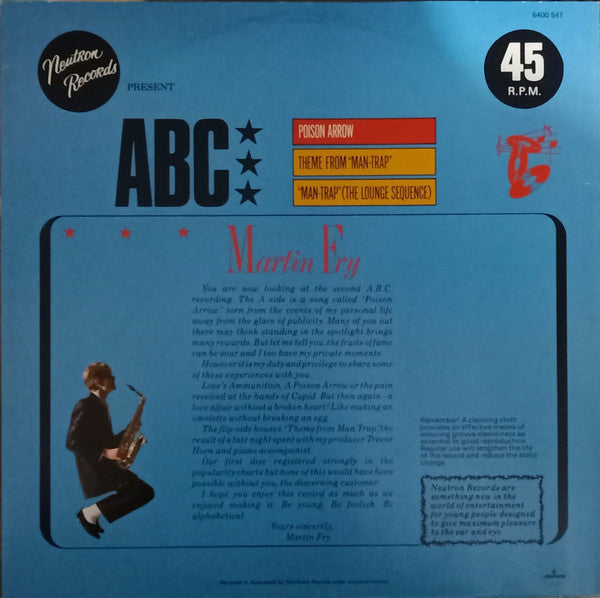 6400 547
Neutron
Records
PRESENT
45
R.P.M.
ABC
POISON ARROW
THEME FROM "MAN-TRAP"
"MAN-TRAP" (THE LOUNGE SEQUENCE)
Martin Fry
You are now looking at the second A.B.C.
recording. The A side is a song called "Poison
Arrow" torn from the events of my personal life
away from the glare of publicity. Many of you out
there may think standing in the spotlight brings
many rewards. But let me tell you, the fruits of fame
can be sour and I too have my private moments
However it is my duty and privilege to share some
of these experiences with you.
Love's Ammunition. A Poison Arrow or the pain
received at the hands of Cupid. But then again - a
love affair without a broken heart? Like making an
omelette without breaking an egg.
The flip-side houses "Theme from Man Trap," the
result of a late night spent with my producer Trevor
Horn and piano accompanist.
Our first disc registered strongly in the
popularity charts but none of this would have been
possible without you, the discerning customer.
I hope you enjoy this record as much as we
enjoyed making it. Be young. Be foolish. Be
alphabetical
Yours sincerely,
Martin Fry.
Remember! A cleaning cloth
provides an effective means of
ensuring groove cleanliness so
essential to good reproduction.
Regular use will lengthen the life
of the record and reduce the static
charge.
Neutron Records are
something new in the
world of entertainment
for young people designed
to give maximum pleasure
to the ear and eye.